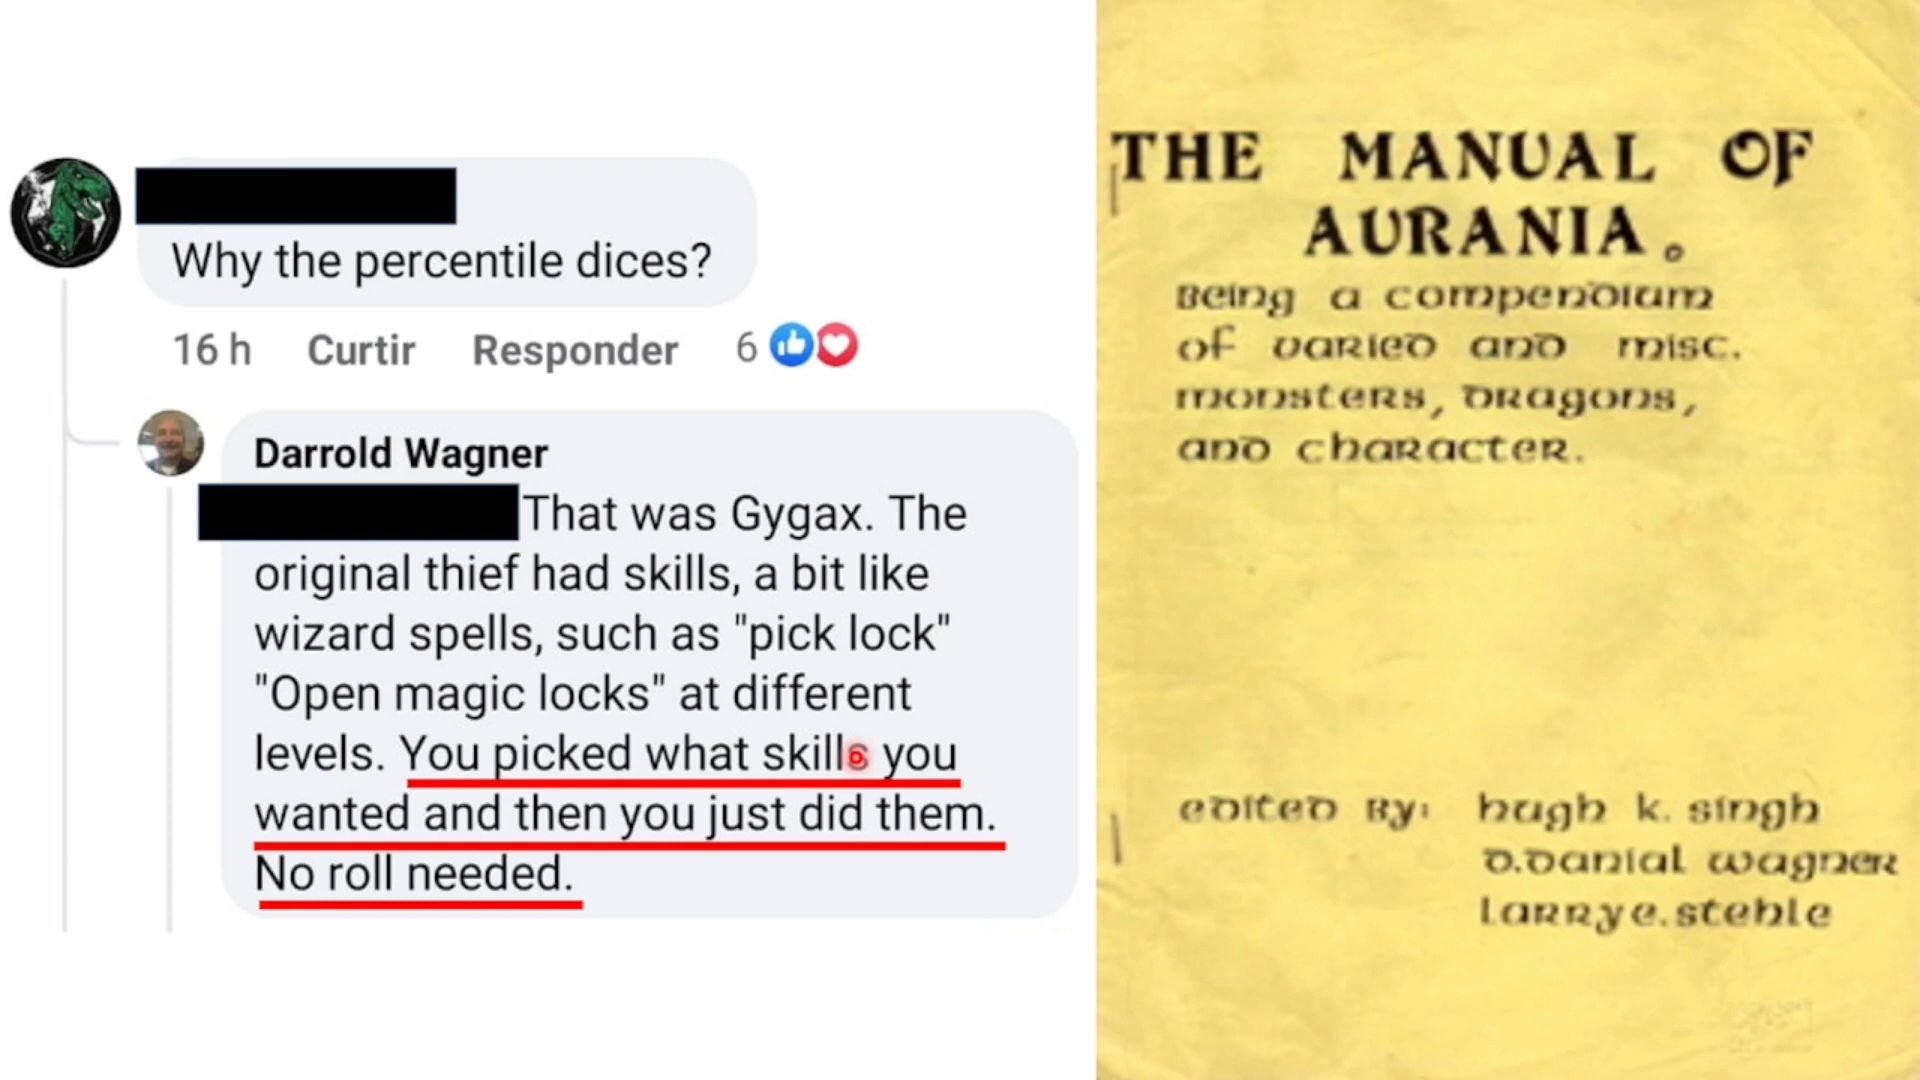 Why the percentile dices?
16 h Curtir Responder 6
Darrold Wagner
That was Gygax. The
original thief had skills, a bit like
wizard spells, such as "pick lock"
"Open magic locks" at different
levels. You picked what skills you
wanted and then you just did them.
No roll needed.
THE MANUAL OF
AURANIA.
Being a compendium
of varied and misc.
monsters, dragons,
and character.
edited by: hugh k. singh
d.danial wagner
larry e. stehle